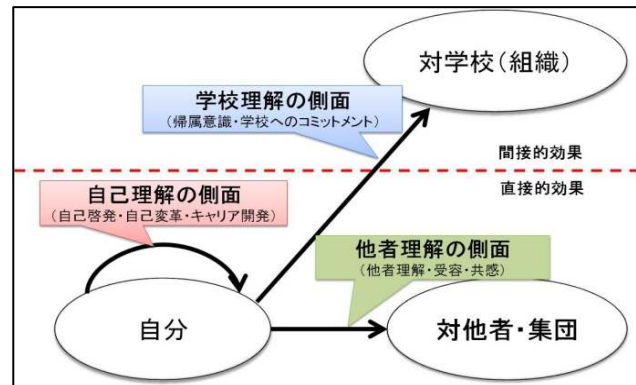 対学校（組織）
学校理解の側面
（帰属意識・学校へのコミットメント）
間接的効果
直接的効果
自己理解の側面
（自己啓発・自己変革・キャリア開発）
他者理解の側面
（他者理解・受容・共感）
自分
対他者・集団